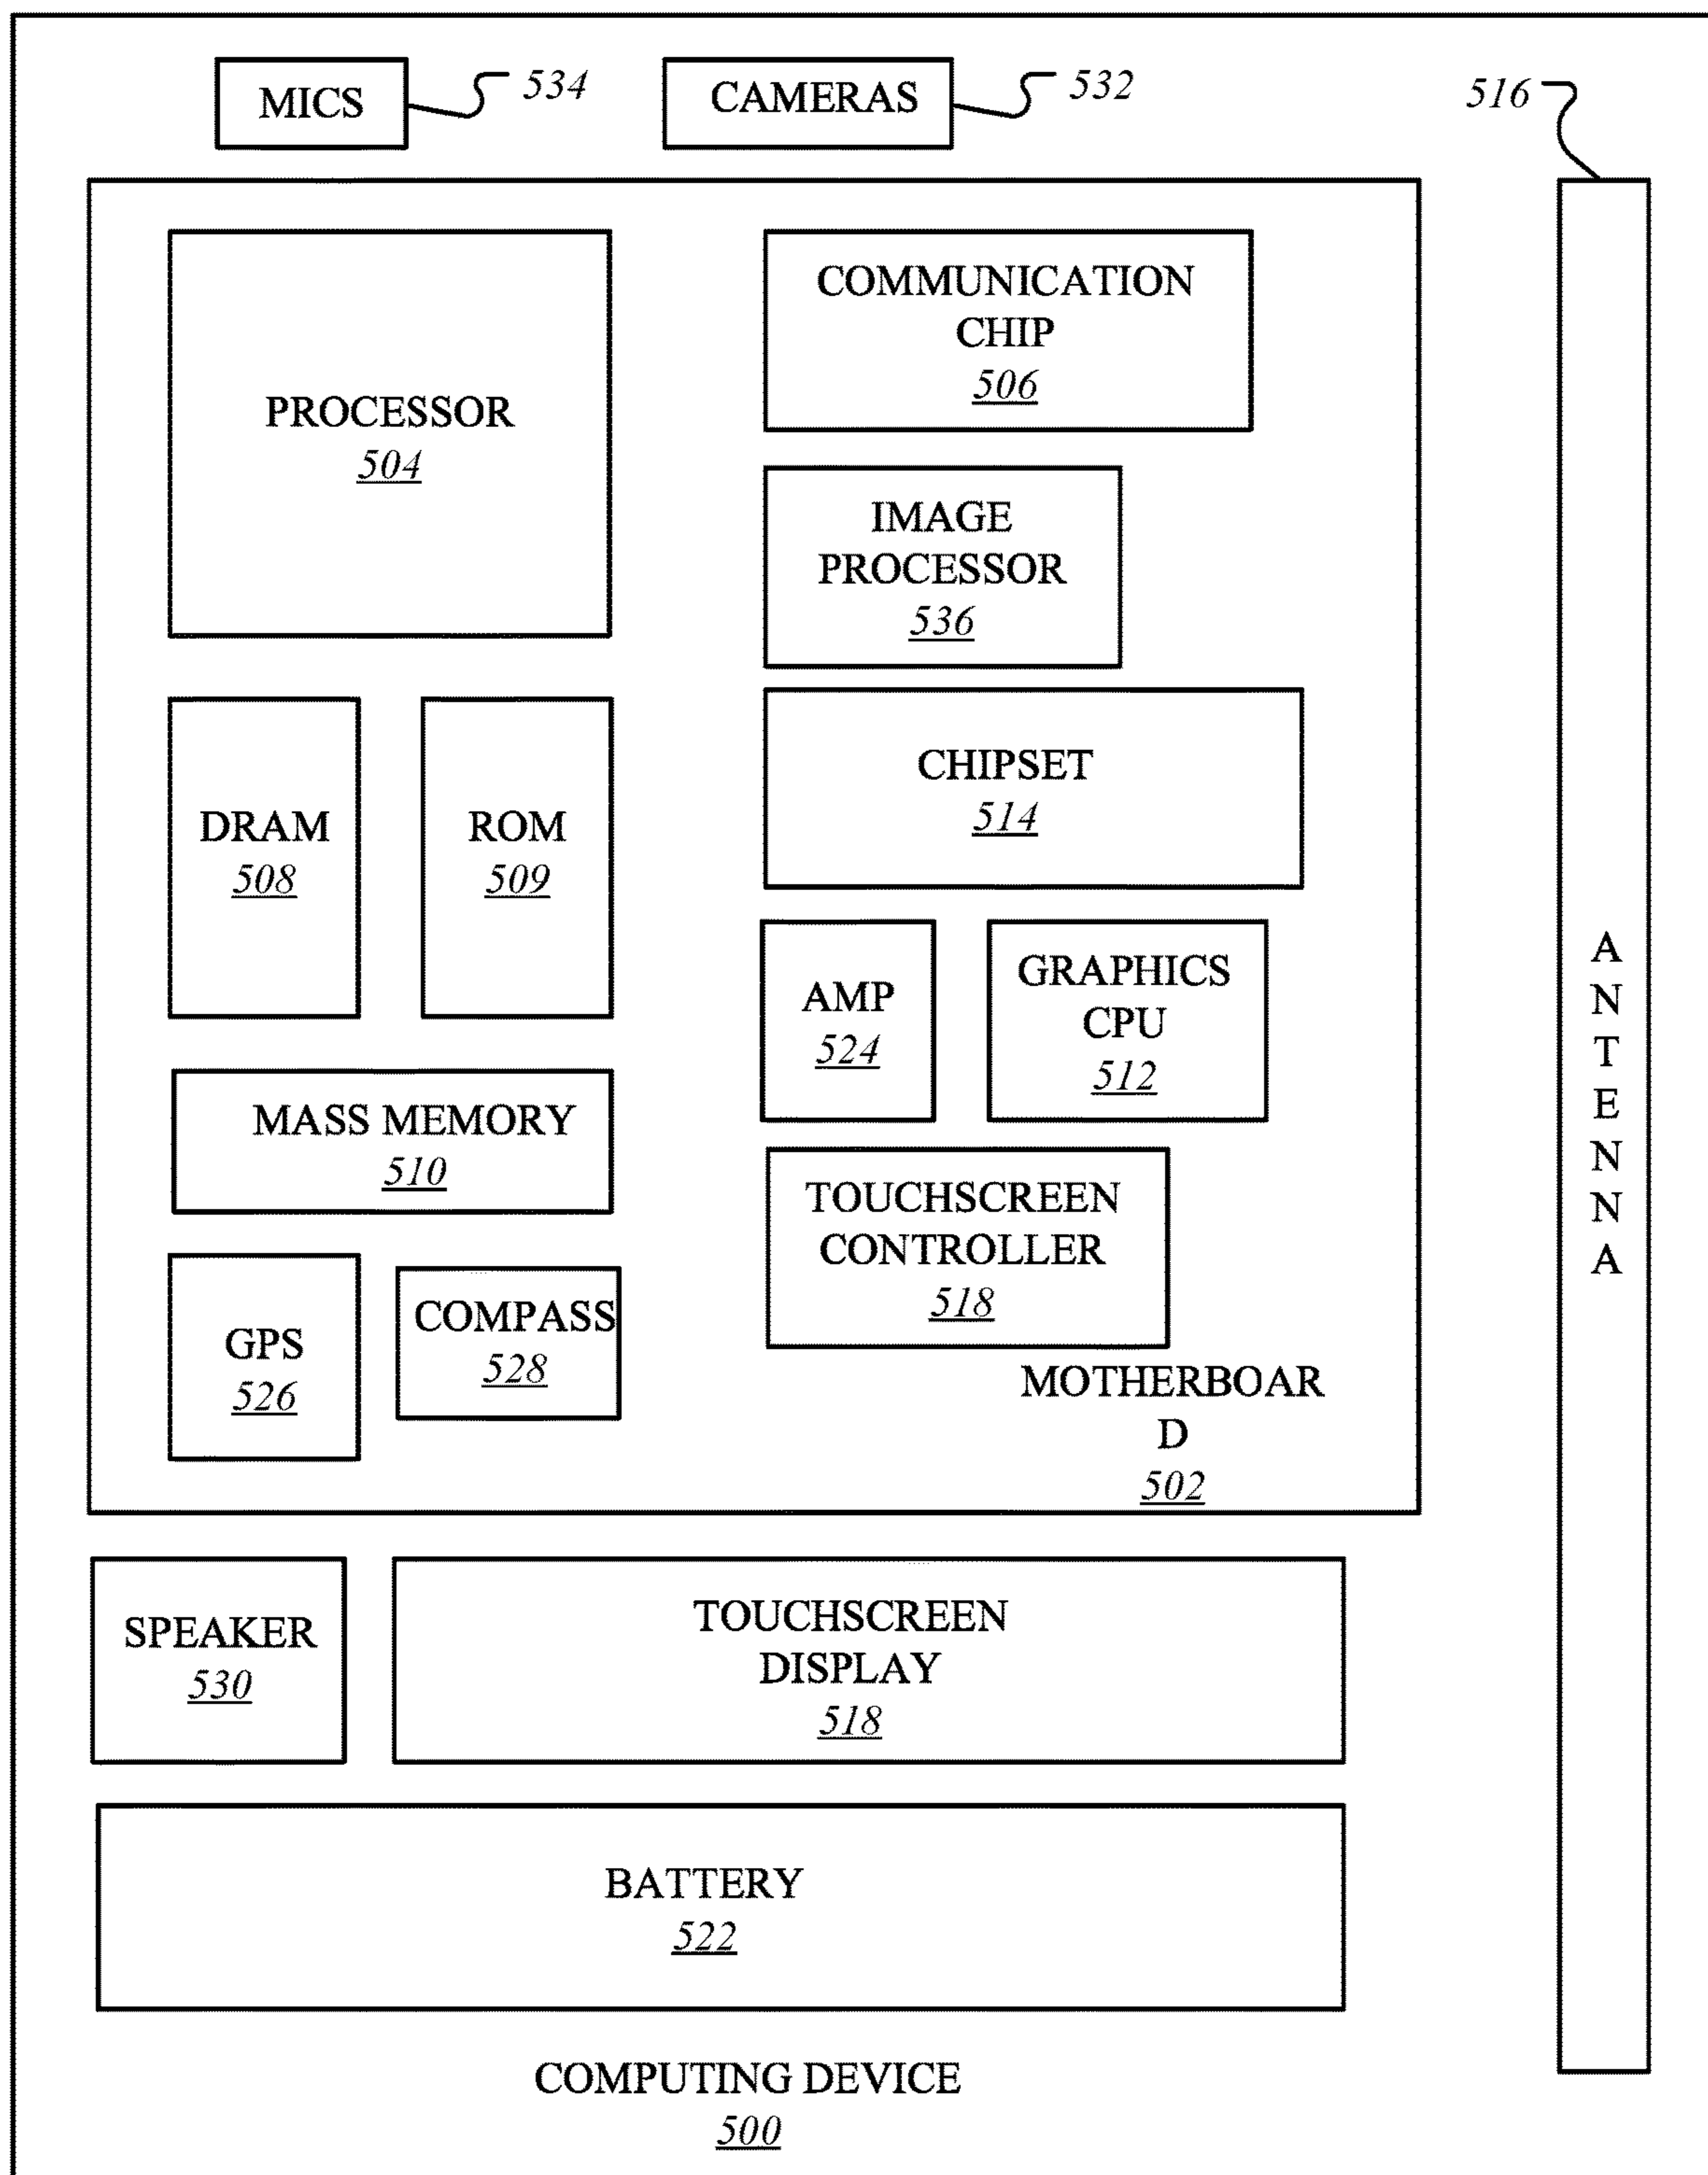 MICS
534
CAMERAS
532
516
PROCESSOR
504
COMMUNICATION
CHIP
506
IMAGE
PROCESSOR
536
CHIPSET
514
DRAM
508
ROM
509
AMP
524
GRAPHICS
CPU
512
MASS MEMORY
510
TOUCHSCREEN
CONTROLLER
518
GPS
526
COMPASS
528
MOTHERBOAR
D
502
A
N
T
E
N
N
A
SPEAKER
530
TOUCHSCREEN
DISPLAY
518
BATTERY
522
COMPUTING DEVICE
500